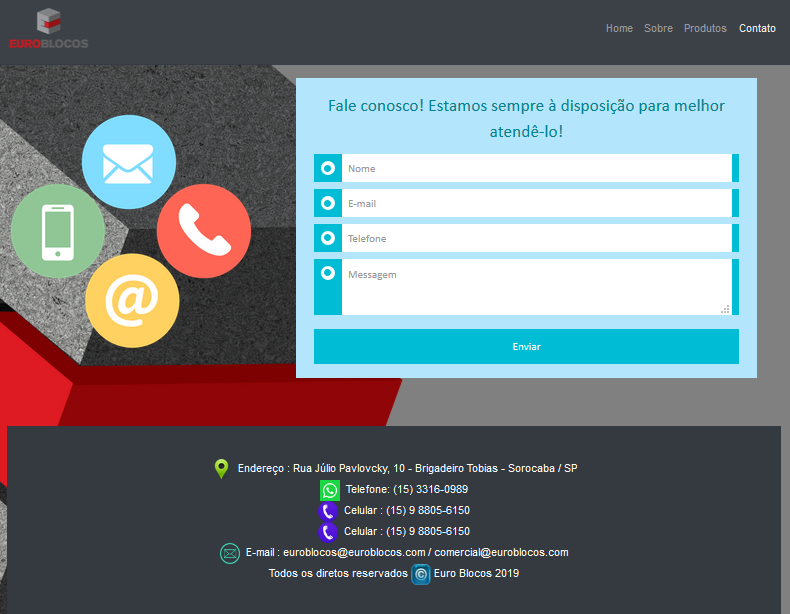 EUROBLOCOS
Home Sobre Produtos Contato
Fale conosco! Estamos sempre à disposição para melhor
atendê-lo!
Nome
E-mail
Telefone
Messagem
Enviar
Endereço : Rua Júlio Pavlovcky, 10 - Brigadeiro Tobias - Sorocaba / SP
Telefone: (15) 3316-0989
Celular : (15) 9 8805-6150
Celular : (15) 9 8805-6150
E-mail : euroblocos@euroblocos.com / comercial@euroblocos.com
Todos os diretos reservados © Euro Blocos 2019